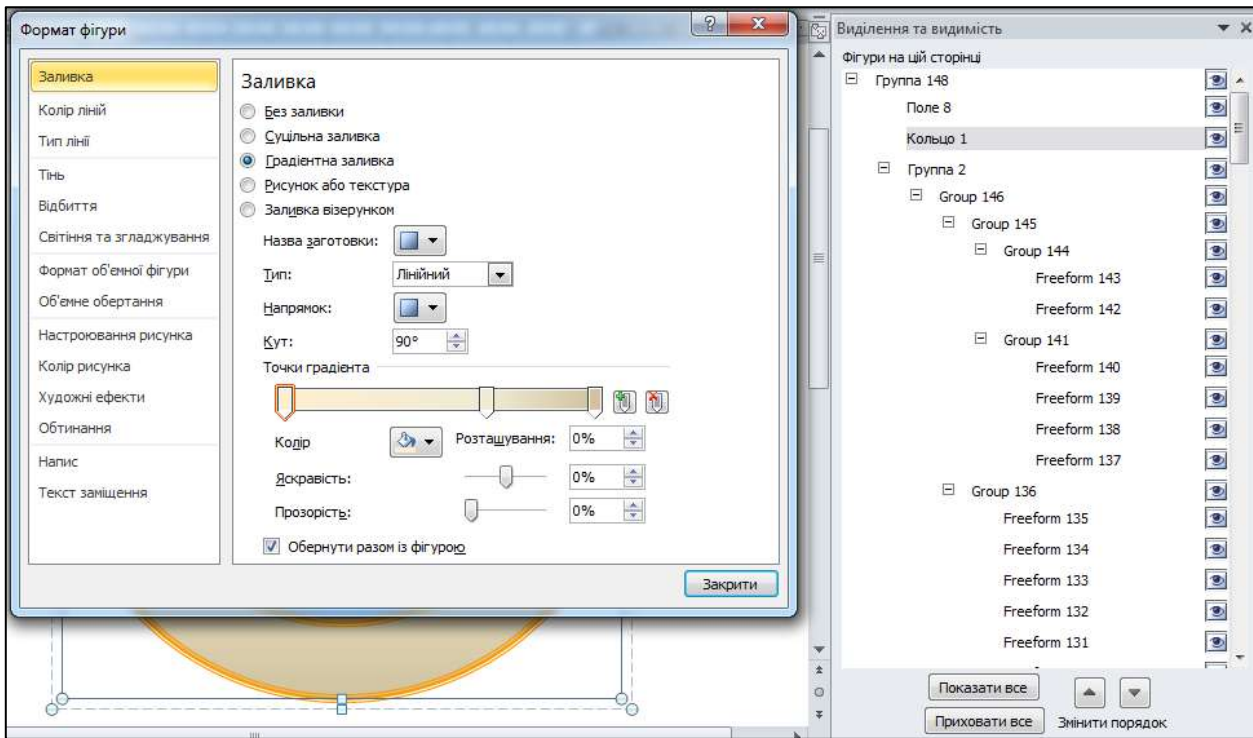 Формат фігури
Заливка
Колір ліній
Тип лінії
Тінь
Відбиття
Світіння та згладжування
Формат об'ємної фігури
Об'ємне обертання
Настроювання рисунка
Колір рисунка
Художні ефекти
Обтинання
Напис
Текст заміщення
Заливка
Без заливки
Суцільна заливка
Градієнтна заливка
Рисунок або текстура
Заливка візерунком
Назва заготовки:
Тип: Лінійний
Напрямок:
Кут: 90°
Точки градієнта
Колір Розташування: 0%
Яскравість: 0%
Прозорість: 0%
Обернути разом із фігурою
Закрити
Виділення та видимість
Фігури на цій сторінці
Группа 148
Поле 8
Кольцо 1
Группа 2
Group 146
Group 145
Group 144
Freeform 143
Freeform 142
Group 141
Freeform 140
Freeform 139
Freeform 138
Freeform 137
Group 136
Freeform 135
Freeform 134
Freeform 133
Freeform 132
Freeform 131
Показати все
Приховати все
Змінити порядок